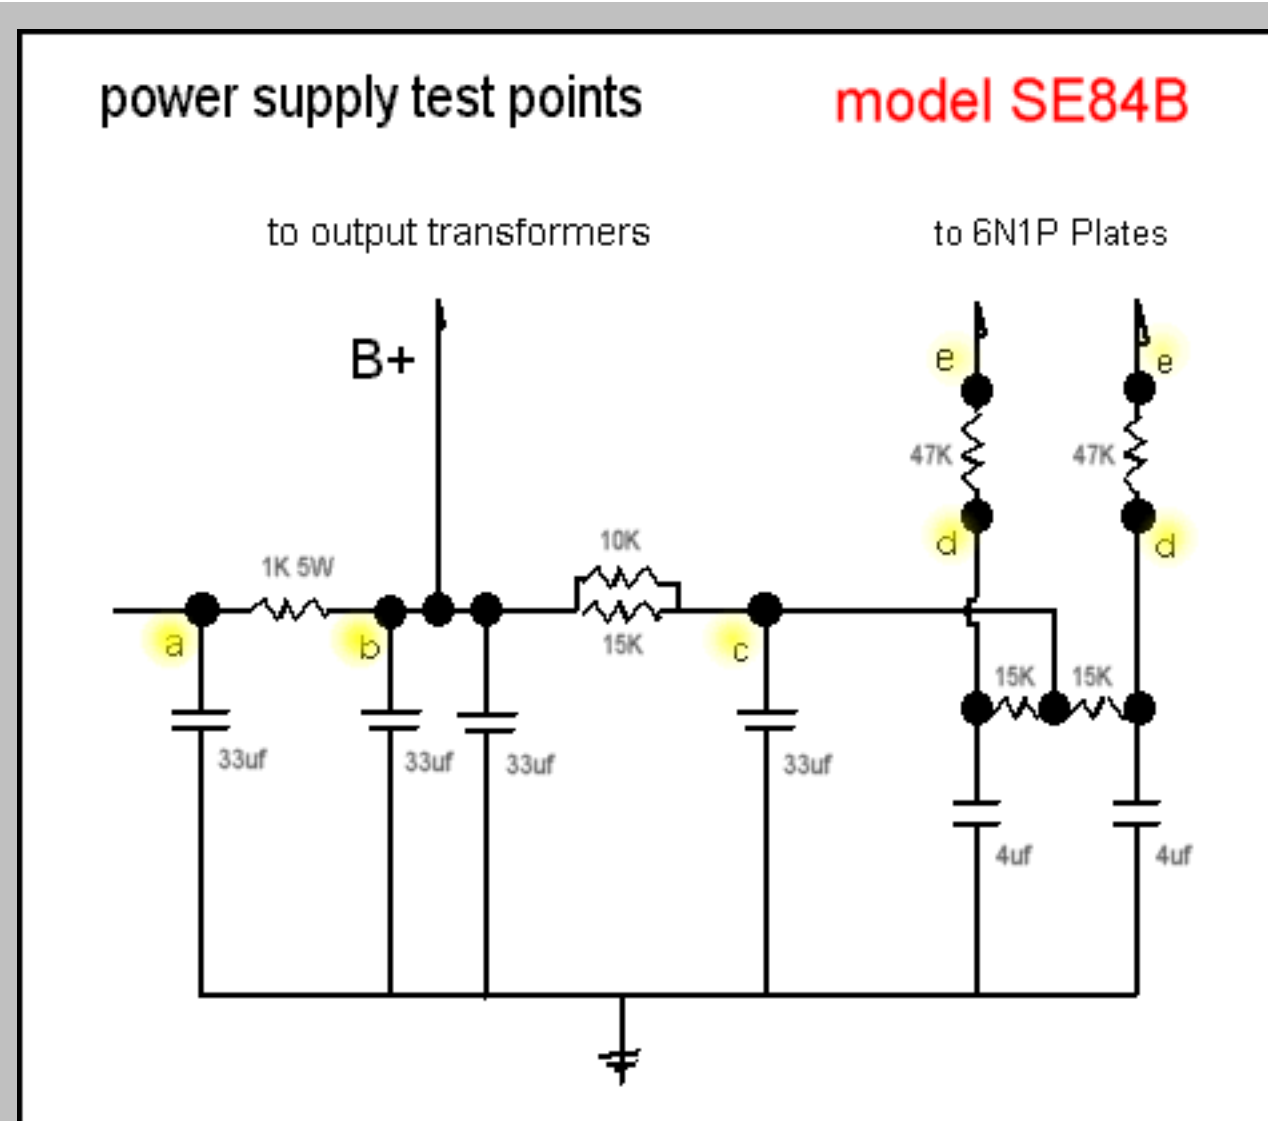 power supply test points
model SE84B
to output transformers
to 6N1P Plates
B+
e
e
47K
47K
d
d
10K
1K 5W
a
b
15K
c
15K
15K
33uf
33uf
33uf
33uf
4uf
4uf